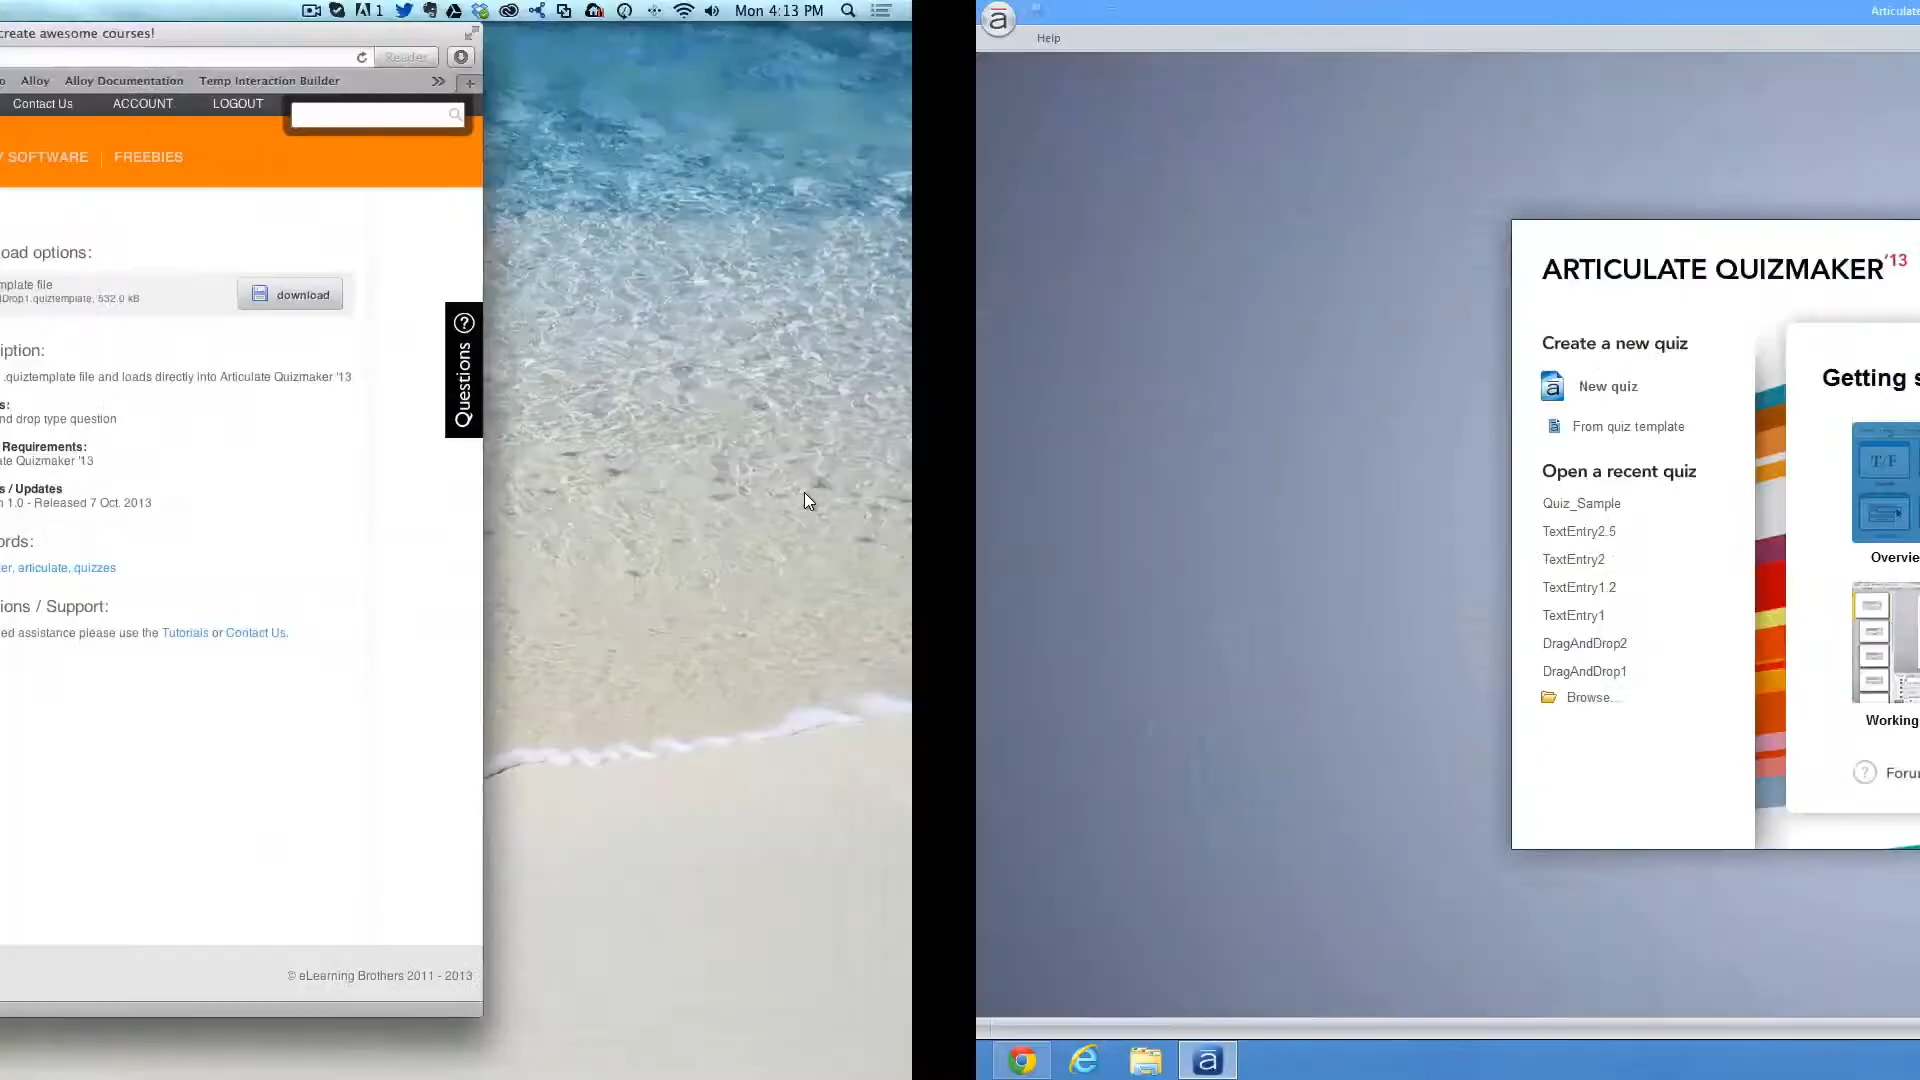 1
Mon 4:13 PM
create awesome courses!
Reader
Alloy
Alloy Documentation
Temp Interaction Builder
Contact Us
ACCOUNT
LOGOUT
SOFTWARE
FREEBIES
oad options:
mplate file
Drop1.quiztemplate, 532.0 kB
download
Questions
iption:
.quiztemplate file and loads directly into Articulate Quizmaker '13
s:
nd drop type question
Requirements:
ate Quizmaker '13
s / Updates
n 1.0 - Released 7 Oct. 2013
ords:
er, articulate, quizzes
ions / Support:
ed assistance please use the Tutorials or Contact Us.
© eLearning Brothers 2011 - 2013
Articulate
Help
ARTICULATE QUIZMAKER'13
Create a new quiz
New quiz
From quiz template
Open a recent quiz
Quiz_Sample
TextEntry2.5
TextEntry2
TextEntry1.2
TextEntry1
DragAndDrop2
DragAndDrop1
Browse...
Getting s
T/F
Overvie
Working
Foru